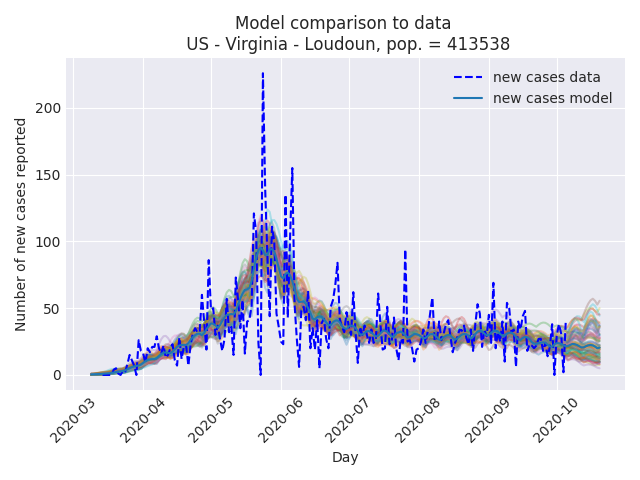 Model comparison to data
US - Virginia - Loudoun, pop. = 413538
new cases data
new cases model
Number of new cases reported
200
150
100
50
0
2020-03
2020-04
2020-05
2020-06
2020-07
2020-08
2020-09
2020-10
Day